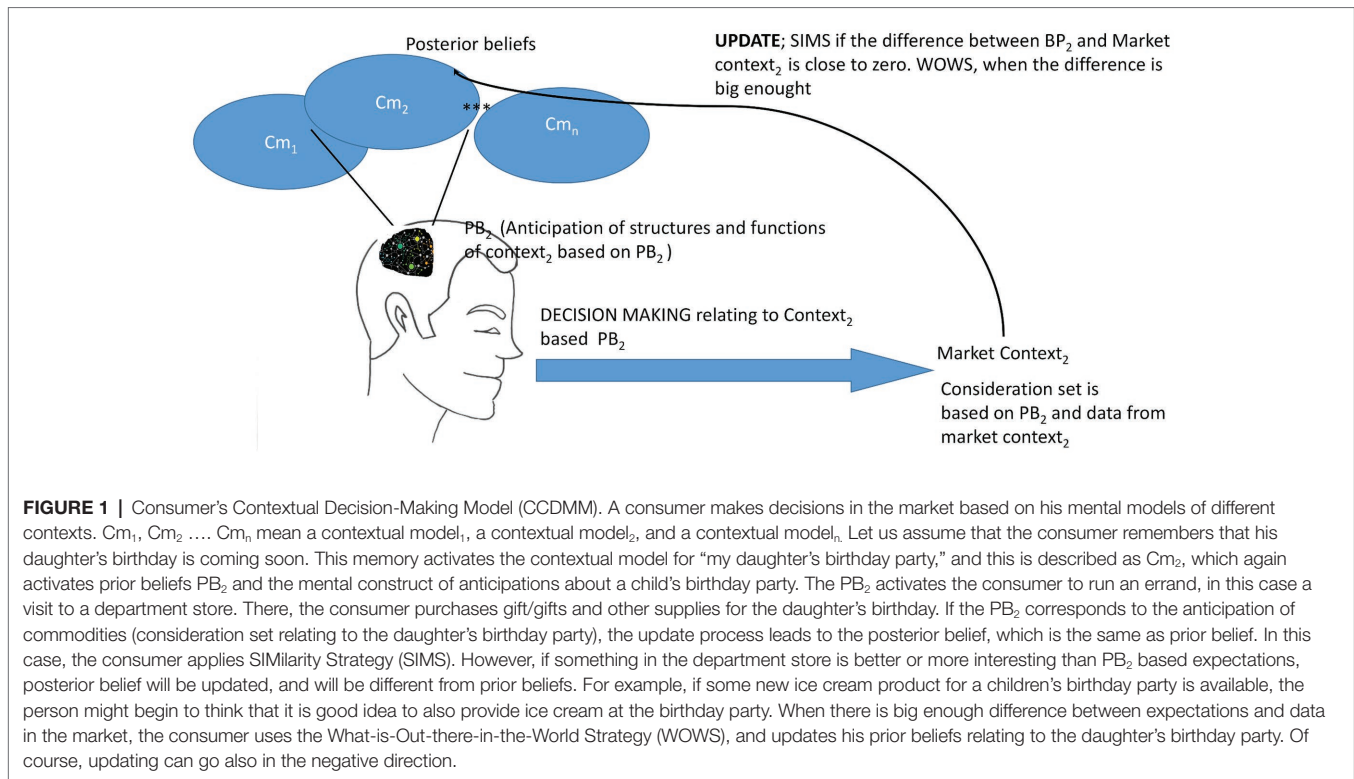 Posterior beliefs
UPDATE; SIMS if the difference between BP₂ and Market
context₂ is close to zero. WOWS, when the difference is
big enought
Cm₁
Cm₂
***
Cmₙ
PB₂ (Anticipation of structures and functions
of context₂ based on PB₂ )
DECISION MAKING relating to Context₂
based PB₂
Market Context₂
Consideration set is
based on PB₂ and data from
market context₂
FIGURE 1 | Consumer's Contextual Decision-Making Model (CCDMM). A consumer makes decisions in the market based on his mental models of different
contexts. Cm₁, Cm₂ …. Cmₙ mean a contextual model₁, a contextual model₂, and a contextual modelₙ. Let us assume that the consumer remembers that his
daughter's birthday is coming soon. This memory activates the contextual model for "my daughter's birthday party," and this is described as Cm₂, which again
activates prior beliefs PB₂ and the mental construct of anticipations about a child's birthday party. The PB₂ activates the consumer to run an errand, in this case a
visit to a department store. There, the consumer purchases gift/gifts and other supplies for the daughter's birthday. If the PB₂ corresponds to the anticipation of
commodities (consideration set relating to the daughter's birthday party), the update process leads to the posterior belief, which is the same as prior belief. In this
case, the consumer applies SIMilarity Strategy (SIMS). However, if something in the department store is better or more interesting than PB₂ based expectations,
posterior belief will be updated, and will be different from prior beliefs. For example, if some new ice cream product for a children's birthday party is available, the
person might begin to think that it is good idea to also provide ice cream at the birthday party. When there is big enough difference between expectations and data
in the market, the consumer uses the What-is-Out-there-in-the-World Strategy (WOWS), and updates his prior beliefs relating to the daughter's birthday party. Of
course, updating can go also in the negative direction.